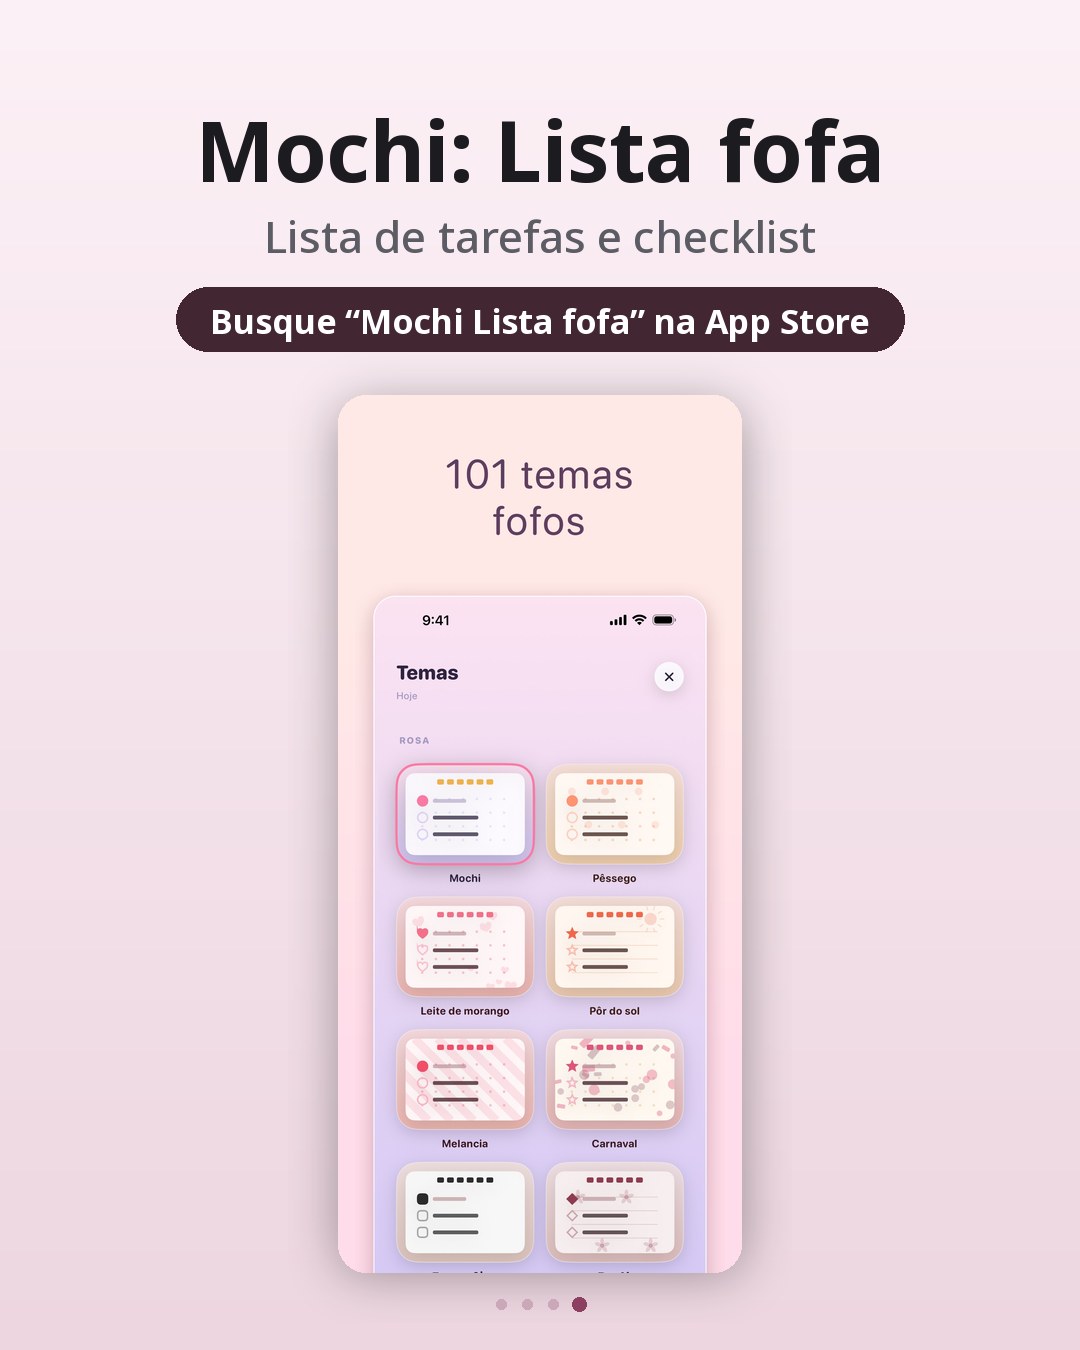 Mochi: Lista fofa
Lista de tarefas e checklist
Busque “Mochi Lista fofa” na App Store
101 temas
fofos
9:41
Temas
Hoje
ROSA
Mochi
Pêssego
Leite de morango
Pôr do sol
Melancia
Carnaval